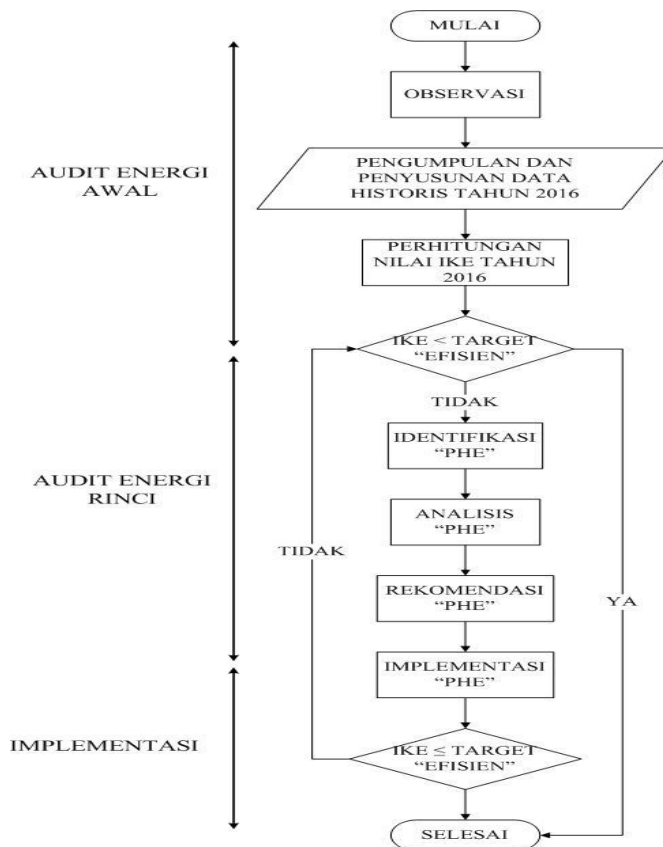 MULAI
OBSERVASI
AUDIT ENERGI
AWAL
PENGUMPULAN DAN
PENYUSUNAN DATA
HISTORIS TAHUN 2016
PERHITUNGAN
NILAI IKE TAHUN
2016
IKE < TARGET
“EFISIEN”
TIDAK
IDENTIFIKASI
“PHE”
AUDIT ENERGI
RINCI
ANALISIS
“PHE”
TIDAK
REKOMENDASI
“PHE”
YA
IMPLEMENTASI
“PHE”
IMPLEMENTASI
IKE ≤ TARGET
“EFISIEN”
SELESAI